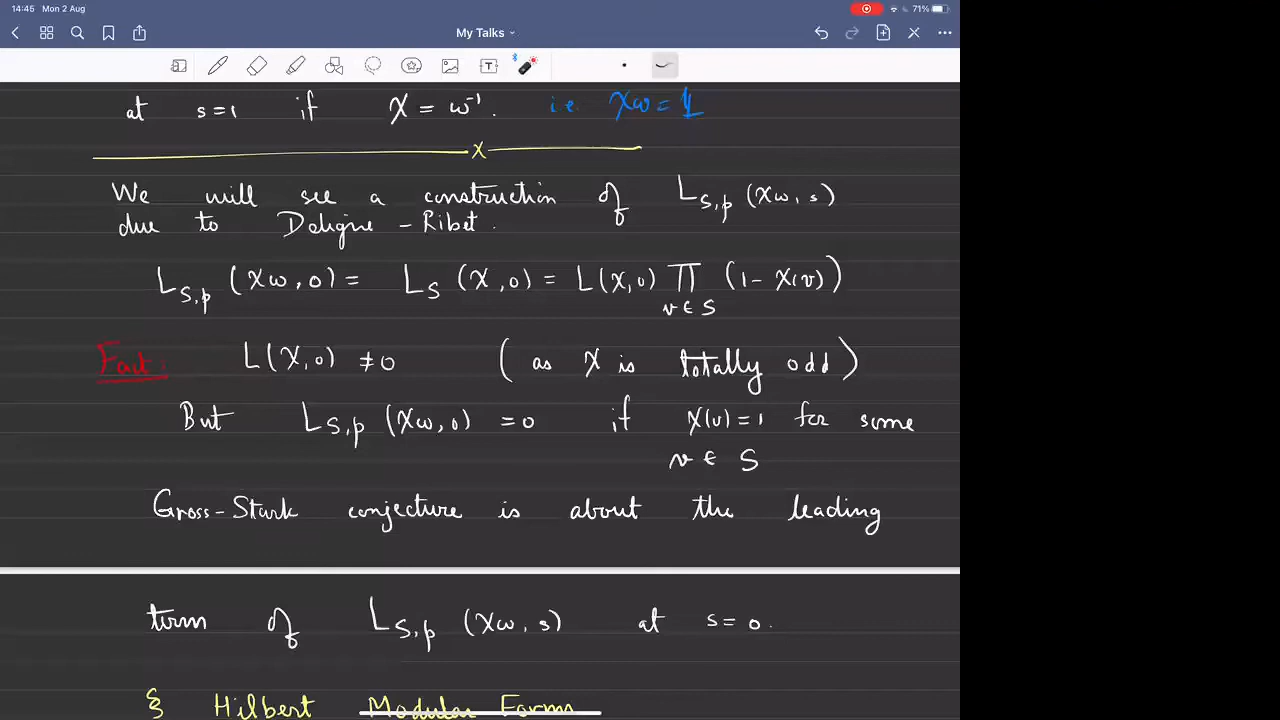 14:45 Mon 2 Aug
71%
My Talks
at s=1 if χ = ω⁻¹. i.e. χω = 1
x
We will see a construction of L_{S,p} (χω, s)
due to Deligne - Ribet.
L_{S,p} (χω, 0) = L_S (χ, 0) = L(χ, 0) ∏_{v ∈ S} (1 - χ(v))
Fact: L(χ, 0) ≠ 0 (as χ is totally odd)
But L_{S,p} (χω, 0) = 0 if χ(v) = 1 for some
v ∈ S
Gross-Stark conjecture is about the leading
term of L_{S,p} (χω, s) at s = 0.
§ Hilbert Modular Forms